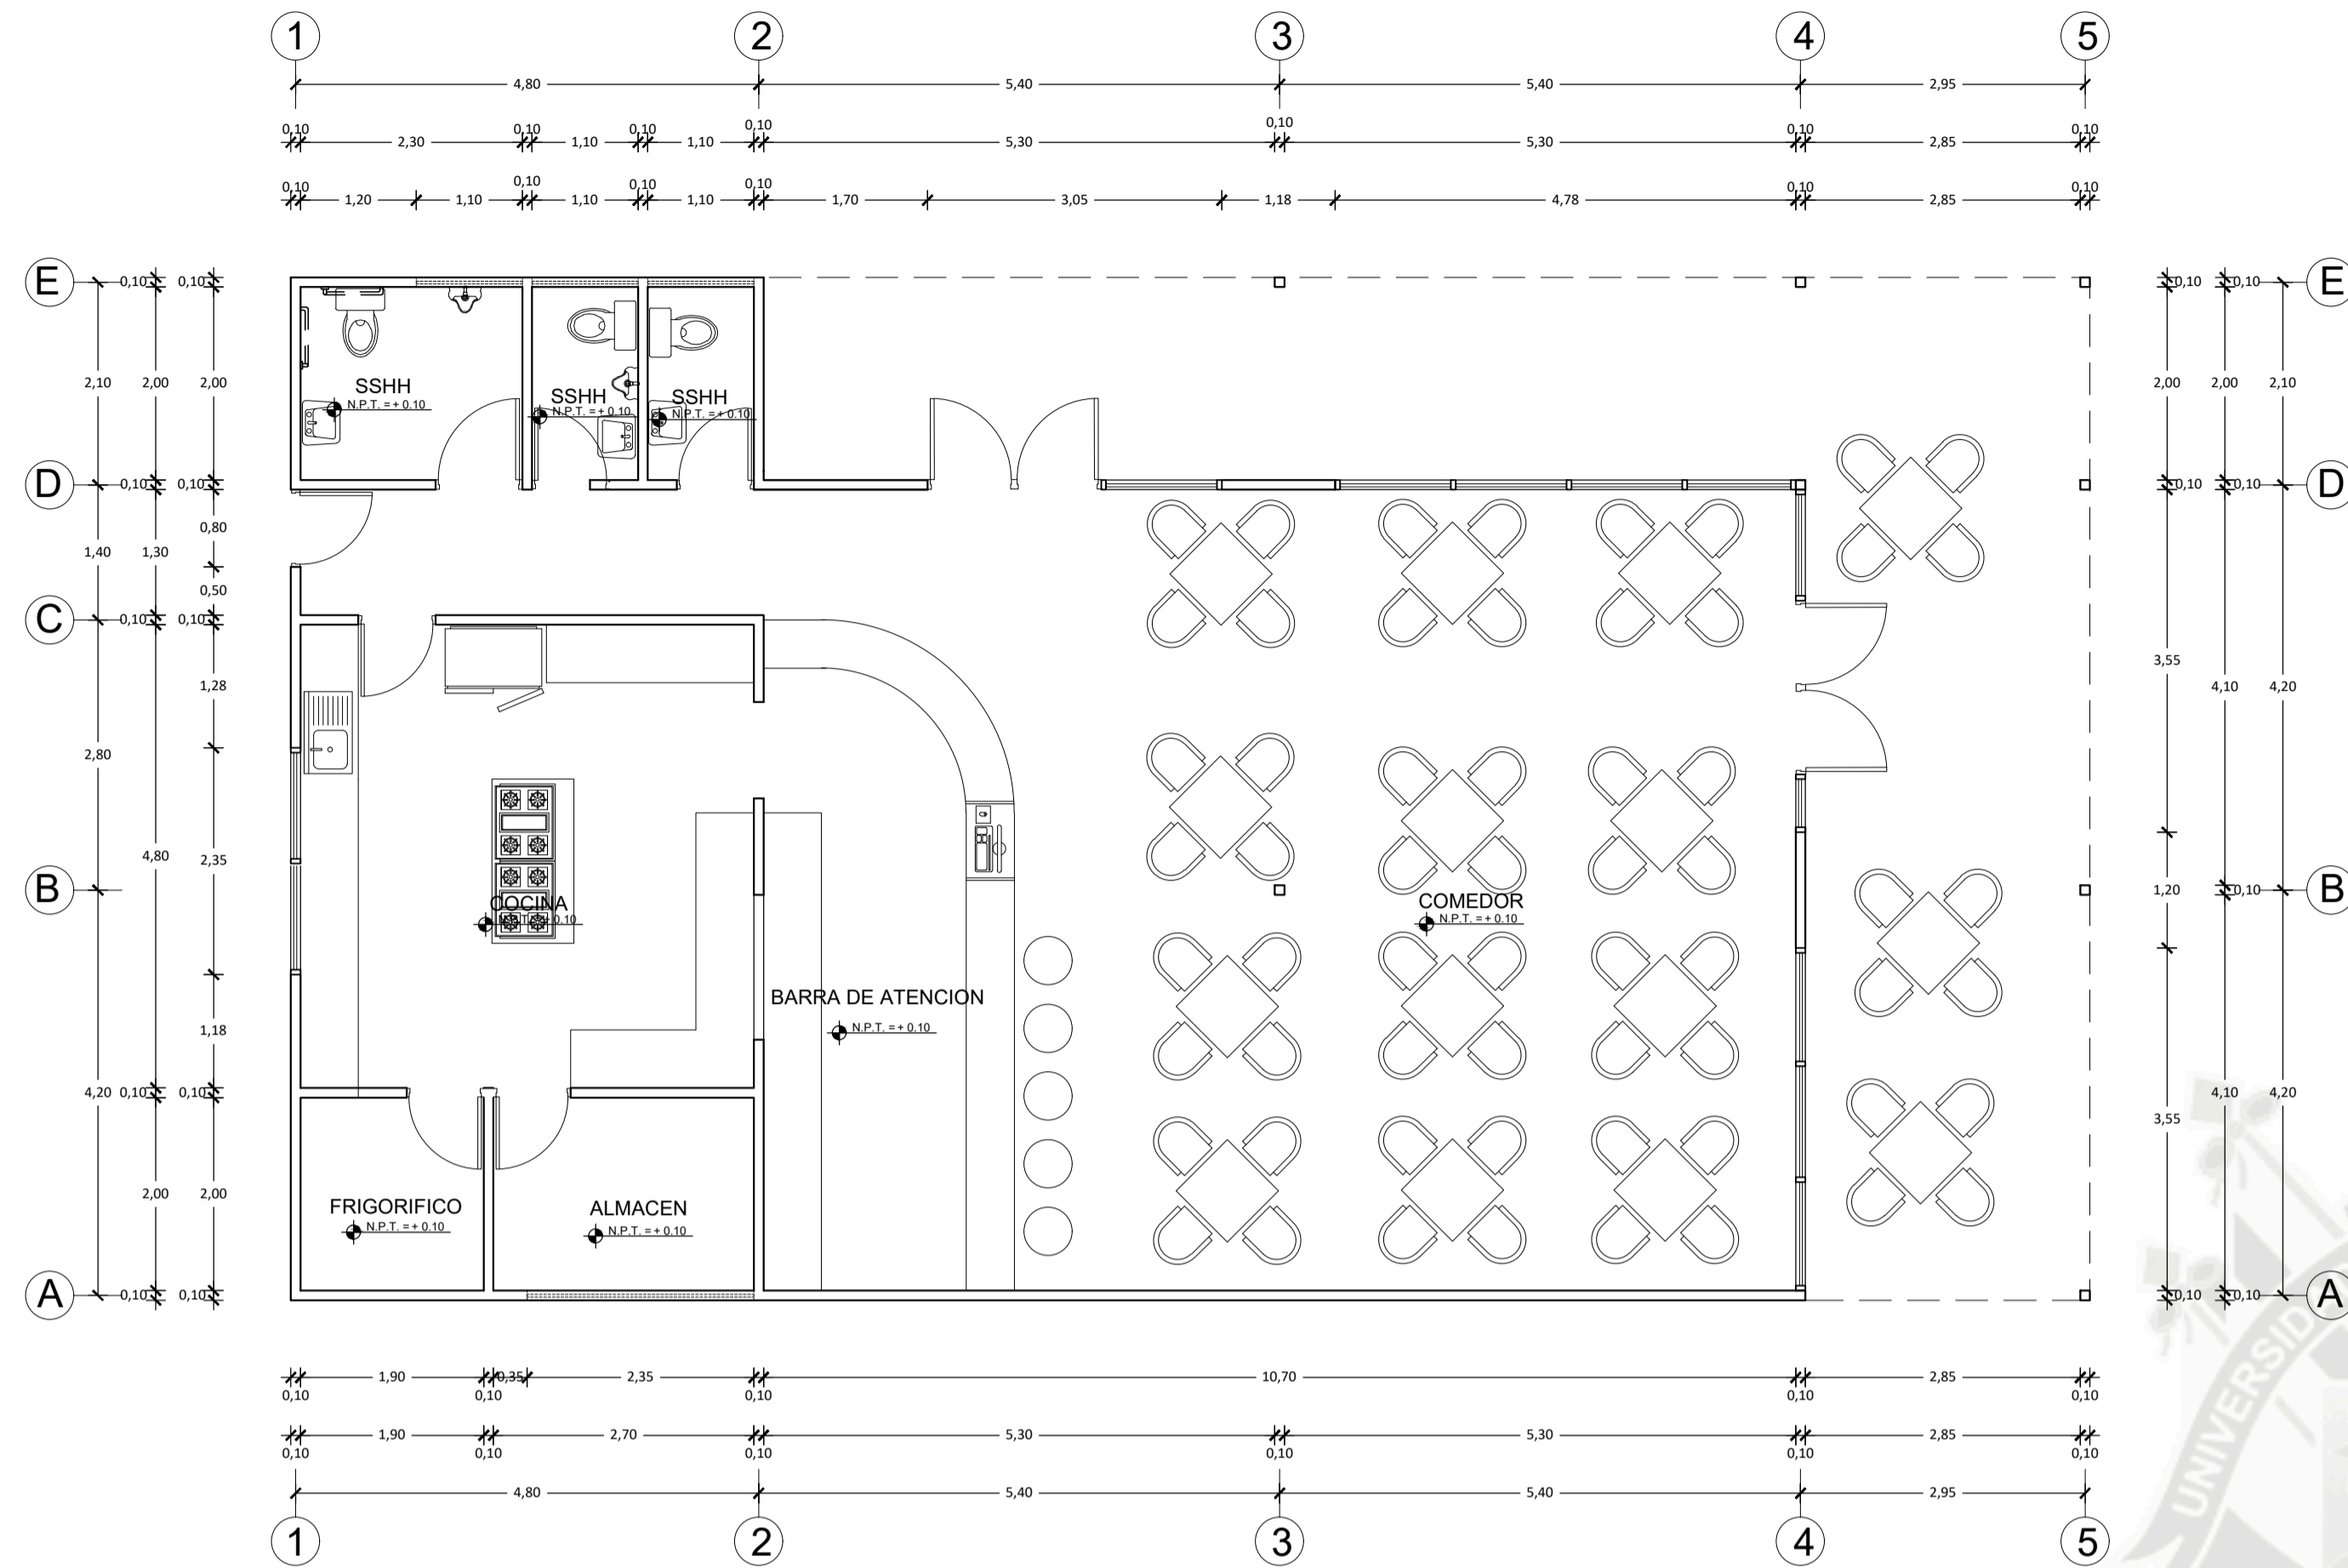 1 2 3 4 5
4,80 5,40 5,40 2,95
0,10 0,10 0,10 0,10 0,10 0,10 0,10
2,30 1,10 1,10 5,30 5,30 2,85
0,10 0,10 0,10 0,10 0,10 0,10
1,20 1,10 1,10 1,10 1,70 3,05 1,18 4,78 2,85
E 0,10 0,10 0,10 0,10 E
2,10 2,00 2,00 2,00 2,00 2,10
SSHH SSHH SSHH
N.P.T. = + 0.10 N.P.T. = + 0.10 N.P.T. = + 0.10
D 0,10 0,10 0,10 0,10 D
0,80
1,40 1,30
0,50
C 0,10 0,10
3,55
1,28 4,10 4,20
2,80
4,80 2,35
B 1,20 0,10 B
COCINA COMEDOR
N.P.T. = + 0.10 N.P.T. = + 0.10
BARRA DE ATENCION
1,18 N.P.T. = + 0.10
4,20 0,10 0,10 4,10 4,20
3,55
2,00 2,00
FRIGORIFICO ALMACEN
N.P.T. = + 0.10 N.P.T. = + 0.10
A 0,10 0,10 0,10 0,10 A
1,90 0,35 2,35 10,70 2,85
0,10 0,10 0,10 0,10 0,10
1,90 2,70 5,30 5,30 2,85
0,10 0,10 0,10 0,10 0,10 0,10
4,80 5,40 5,40 2,95
1 2 3 4 5
UNIVERSID